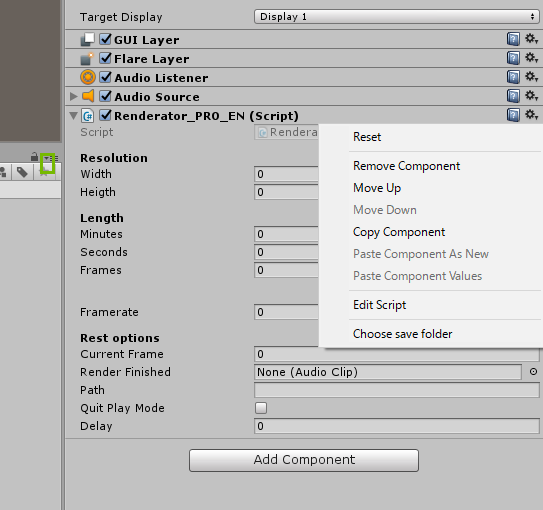 Target Display Display 1
GUI Layer
Flare Layer
Audio Listener
Audio Source
Renderator_PRO_EN (Script)
Script Rendera
Resolution
Width 0
Heigth 0
Length
Minutes 0
Seconds 0
Frames 0
Framerate 0
Rest options
Current Frame 0
Render Finished None (Audio Clip)
Path
Quit Play Mode
Delay 0
Add Component
Reset
Remove Component
Move Up
Move Down
Copy Component
Paste Component As New
Paste Component Values
Edit Script
Choose save folder